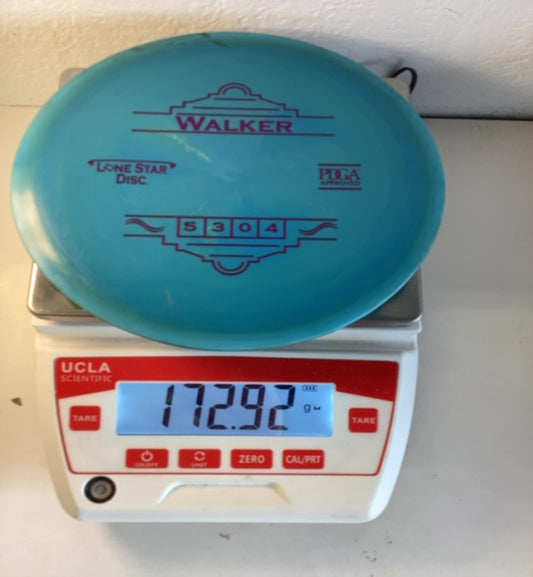 WALKER
LONE STAR
DISC
PDGA
APPROVED
5 3 0 4
UCLA
SCIENTIFIC
172.92
g
TARE
TARE
ON/OFF
UNIT
ZERO
CAL/PRT